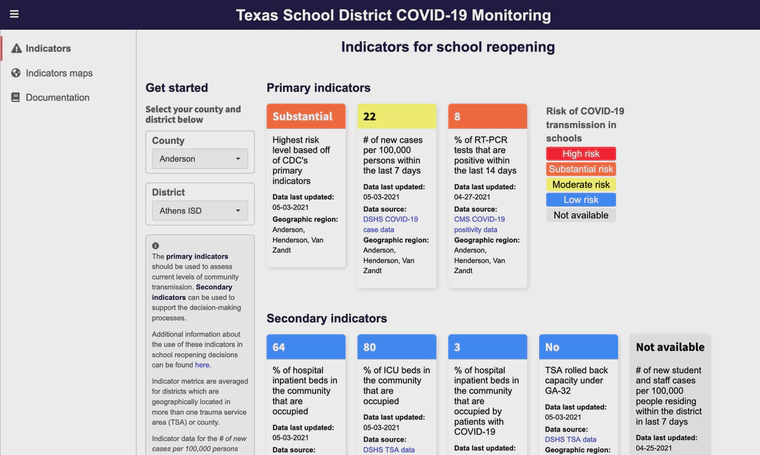 Texas School District COVID-19 Monitoring
Indicators
Indicators maps
Documentation
Indicators for school reopening
Get started
Select your county and
district below
County
Anderson
District
Athens ISD
The primary indicators
should be used to assess
current levels of community
transmission. Secondary
indicators can be used to
support the decision-making
processes.
Additional information about
the use of these indicators in
school reopening decisions
can be found here.
Indicator metrics are averaged
for districts which are
geographically located in
more than one trauma service
area (TSA) or county.
Indicator data for the # of new
cases per 100,000 persons
Primary indicators
Substantial
Highest risk
level based off
of CDC's
primary
indicators
Data last updated:
05-03-2021
Geographic region:
Anderson,
Henderson, Van
Zandt
22
# of new cases
per 100,000
persons within
the last 7 days
Data last updated:
05-03-2021
Data source:
DSHS COVID-19
case data
Geographic region:
Anderson,
Henderson, Van
Zandt
8
% of RT-PCR
tests that are
positive within
the last 14 days
Data last updated:
04-27-2021
Data source:
CMS COVID-19
positivity data
Geographic region:
Anderson,
Henderson, Van
Zandt
Risk of COVID-19
transmission in
schools
High risk
Substantial risk
Moderate risk
Low risk
Not available
Secondary indicators
64
% of hospital
inpatient beds in
the community
that are
occupied
Data last updated:
05-03-2021
Data source:
80
% of ICU beds in
the community
that are
occupied
Data last updated:
05-03-2021
Data source:
DSHS TSA data
3
% of hospital
inpatient beds in
the community
that are
occupied by
patients with
COVID-19
Data last updated:
No
TSA rolled back
capacity under
GA-32
Data last updated:
05-03-2021
Data source:
DSHS TSA data
Geographic region:
Not available
# of new student
and staff cases
per 100,000
people residing
within the district
in last 7 days
Data last updated:
04-25-2021